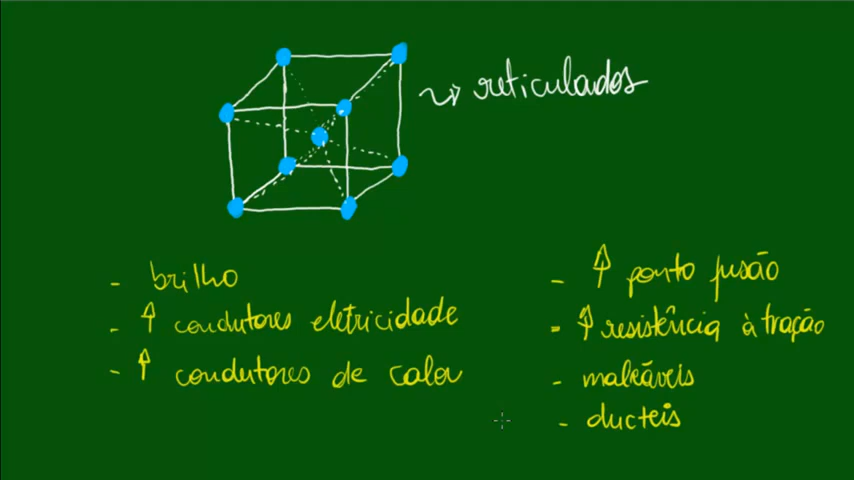 ⤳ reticulados
- brilho
- ↑ condutores eletricidade
- ↑ condutores de calor
- ↑ ponto fusão
- ↑ resistência à tração
- maleáveis
- ducteis